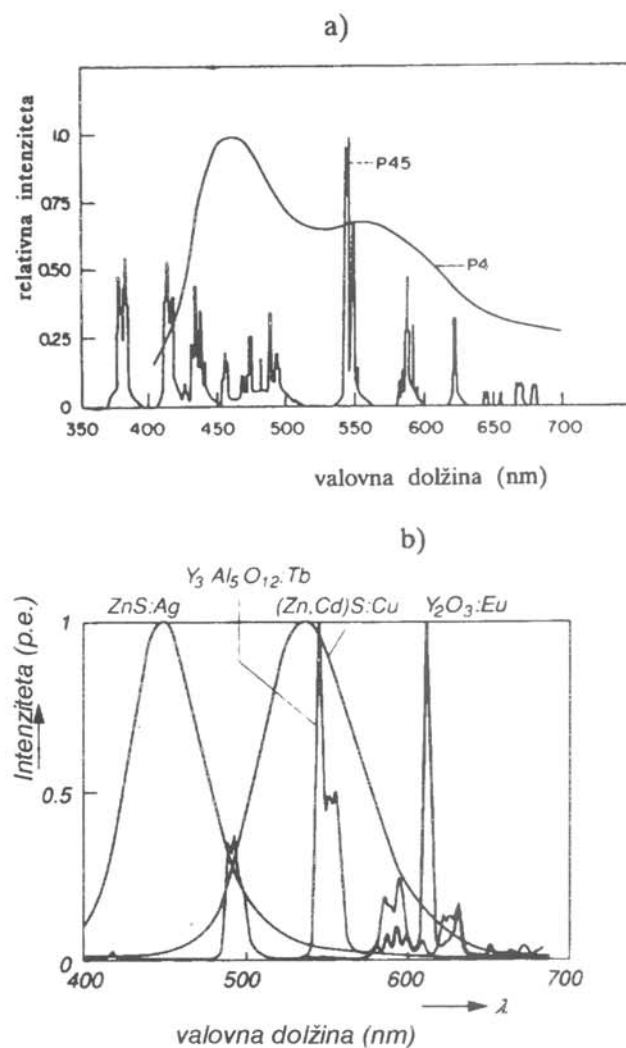 a)
relativna intenziteta
1.0
0.75
0.50
0.25
0
P45
P4
350 400 450 500 550 600 650 700
valovna dolžina (nm)
b)
Y₃ Al₅ O₁₂:Tb
ZnS:Ag (Zn,Cd)S:Cu Y₂O₃:Eu
Intenziteta (p.e.)
1
0.5
0
400 500 600 700
λ
valovna dolžina (nm)